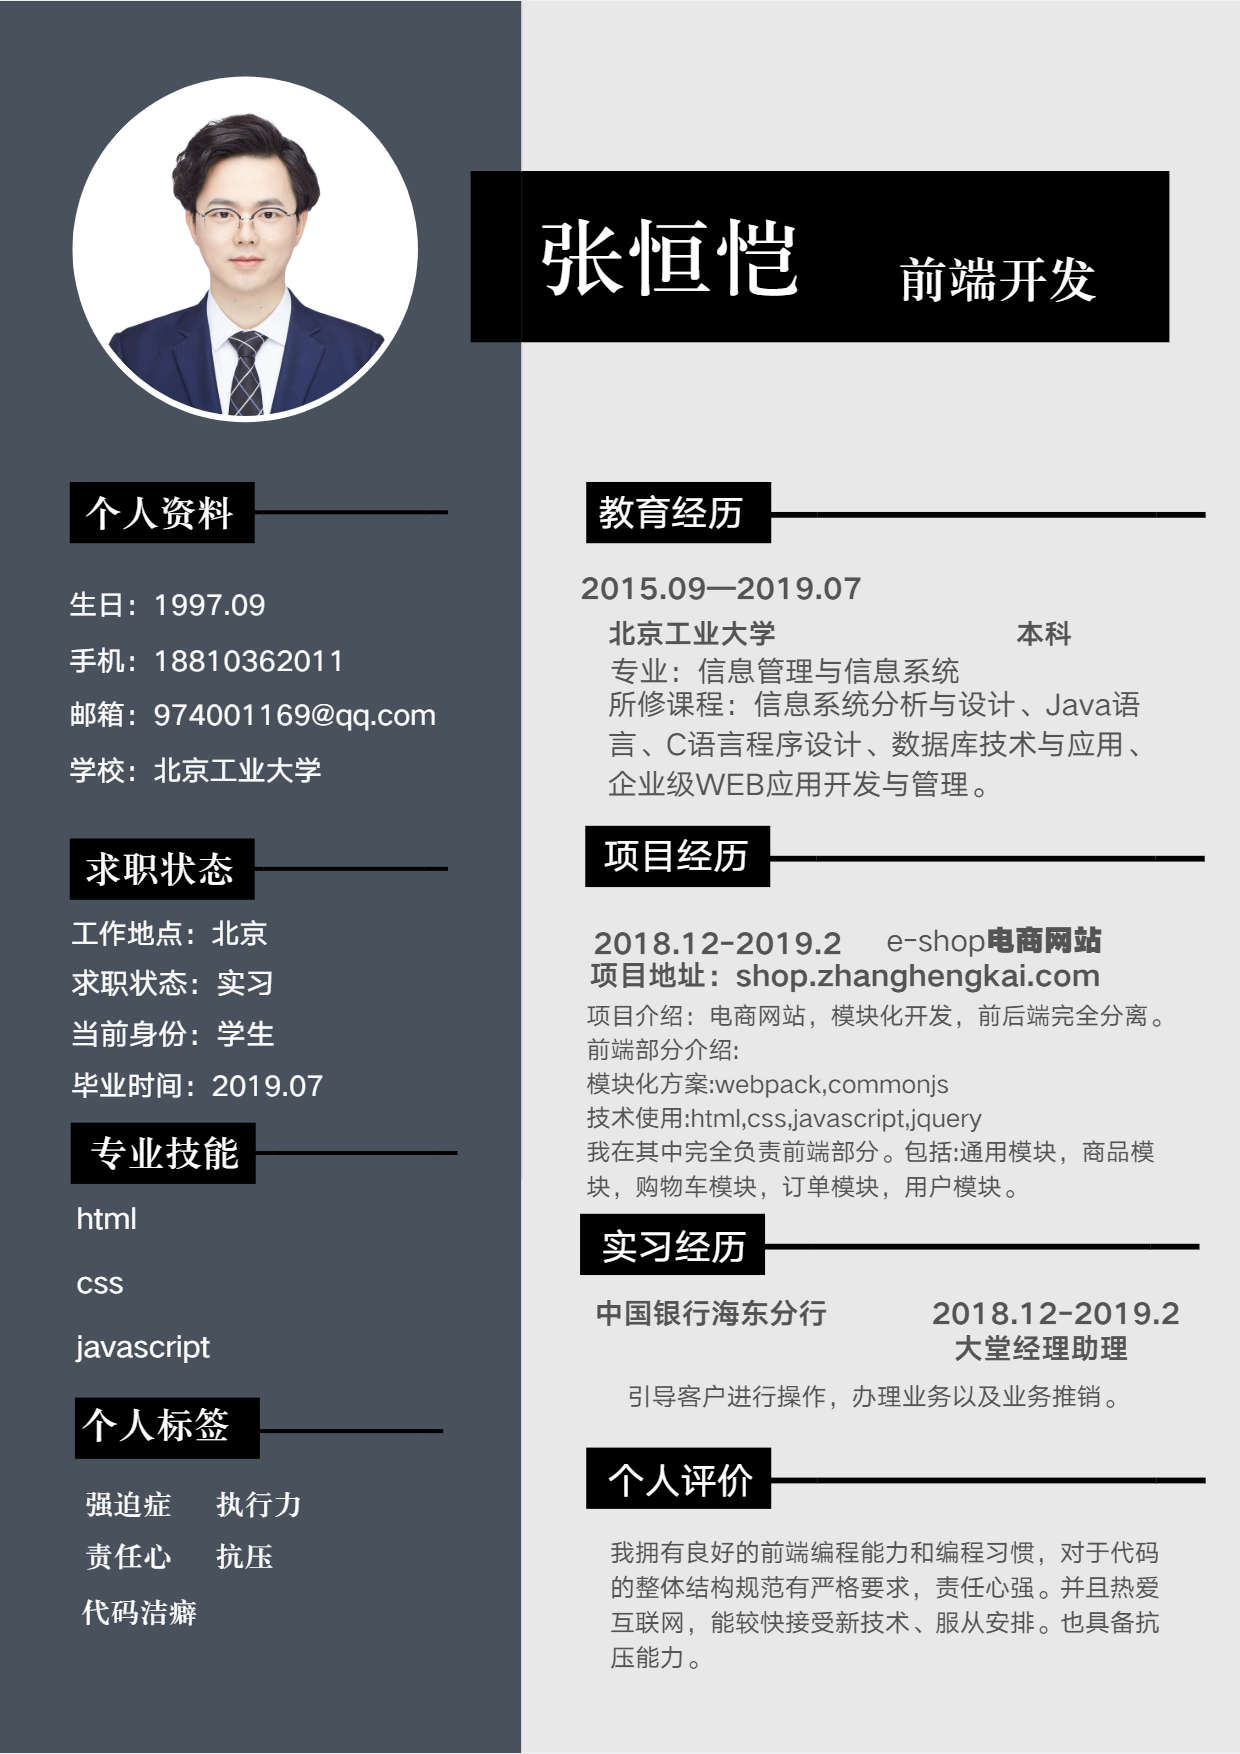 张恒恺 前端开发
个人资料
生日：1997.09
手机：18810362011
邮箱：974001169@qq.com
学校：北京工业大学
求职状态
工作地点：北京
求职状态：实习
当前身份：学生
毕业时间：2019.07
专业技能
html
css
javascript
个人标签
强迫症 执行力
责任心 抗压
代码洁癖
教育经历
2015.09—2019.07
北京工业大学 本科
专业：信息管理与信息系统
所修课程：信息系统分析与设计、Java语
言、C语言程序设计、数据库技术与应用、
企业级WEB应用开发与管理。
项目经历
2018.12-2019.2 e-shop电商网站
项目地址：shop.zhanghengkai.com
项目介绍：电商网站，模块化开发，前后端完全分离。
前端部分介绍:
模块化方案:webpack,commonjs
技术使用:html,css,javascript,jquery
我在其中完全负责前端部分。包括:通用模块，商品模
块，购物车模块，订单模块，用户模块。
实习经历
中国银行海东分行 2018.12-2019.2
大堂经理助理
引导客户进行操作，办理业务以及业务推销。
个人评价
我拥有良好的前端编程能力和编程习惯，对于代码
的整体结构规范有严格要求，责任心强。并且热爱
互联网，能较快接受新技术、服从安排。也具备抗
压能力。